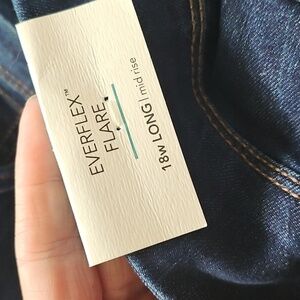 EVERFLEX™
FLARE
18w LONG | mid rise